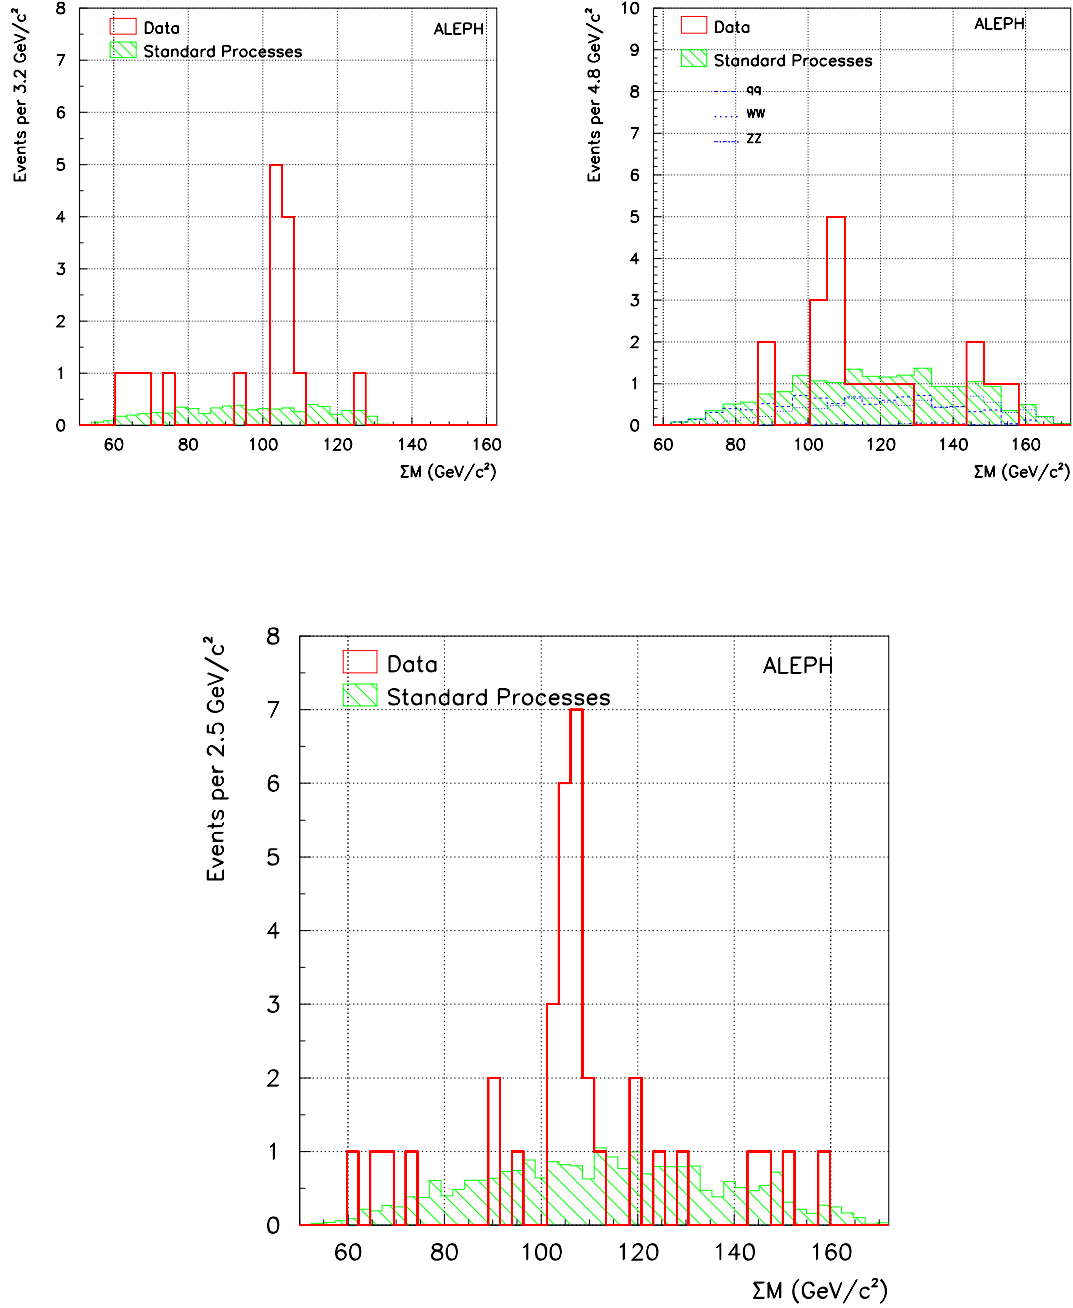 Events per 3.2 GeV/c²
8
7
6
5
4
3
2
1
0
Data
Standard Processes
ALEPH
60 80 100 120 140 160
ΣM (GeV/c²)
Events per 4.8 GeV/c²
10
9
8
7
6
5
4
3
2
1
0
Data
Standard Processes
qq
WW
ZZ
ALEPH
60 80 100 120 140 160
ΣM (GeV/c²)
Events per 2.5 GeV/c²
8
7
6
5
4
3
2
1
0
Data
Standard Processes
ALEPH
60 80 100 120 140 160
ΣM (GeV/c²)